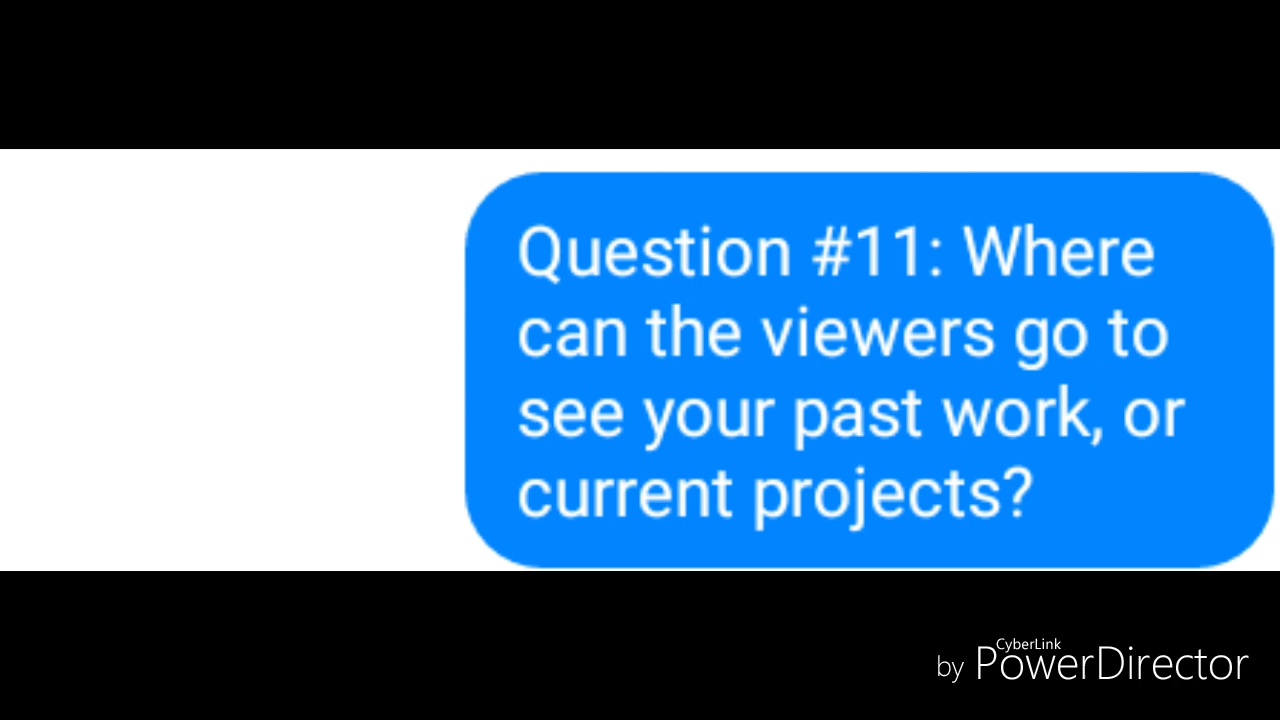 Question #11: Where
can the viewers go to
see your past work, or
current projects?
CyberLink
by PowerDirector